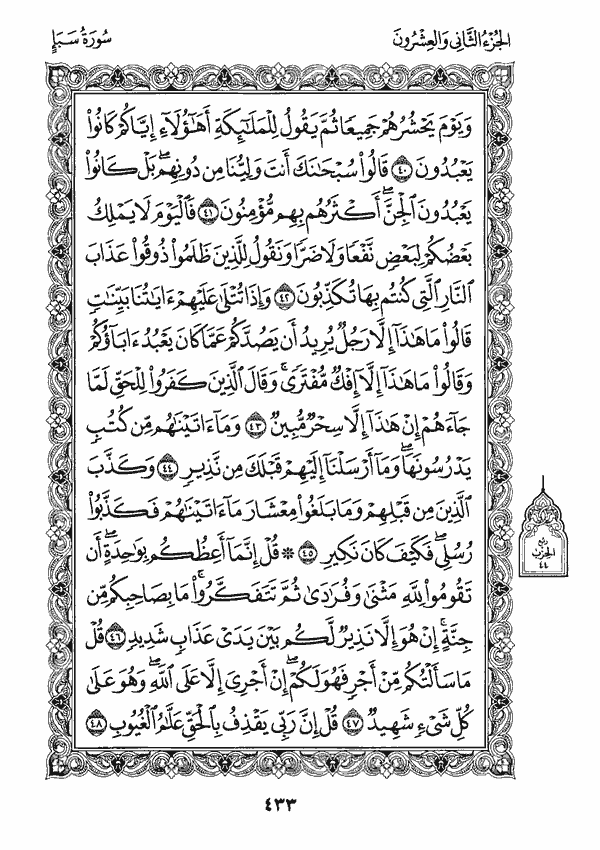 الجُزْءُ الثَّانِي وَالعِشْرُونَ
سُورَةُ سَبَإٍ
وَيَوْمَ يَحْشُرُهُمْ جَمِيعًا ثُمَّ يَقُولُ لِلْمَلَٰٓئِكَةِ أَهَٰٓؤُلَآءِ إِيَّاكُمْ كَانُوا۟
يَعْبُدُونَ ٤٠ قَالُوا۟ سُبْحَٰنَكَ أَنتَ وَلِيُّنَا مِن دُونِهِم ۖ بَلْ كَانُوا۟
يَعْبُدُونَ ٱلْجِنَّ ۖ أَكْثَرُهُم بِهِم مُّؤْمِنُونَ ٤١ فَٱلْيَوْمَ لَا يَمْلِكُ
بَعْضُكُمْ لِبَعْضٍ نَّفْعًا وَلَا ضَرًّا وَنَقُولُ لِلَّذِينَ ظَلَمُوا۟ ذُوقُوا۟ عَذَابَ
ٱلنَّارِ ٱلَّتِى كُنتُم بِهَا تُكَذِّبُونَ ٤٢ وَإِذَا تُتْلَىٰ عَلَيْهِمْ ءَايَٰتُنَا بَيِّنَٰتٍ
قَالُوا۟ مَا هَٰذَآ إِلَّا رَجُلٌ يُرِيدُ أَن يَصُدَّكُمْ عَمَّا كَانَ يَعْبُدُ ءَابَآؤُكُمْ
وَقَالُوا۟ مَا هَٰذَآ إِلَّآ إِفْكٌ مُّفْتَرًى ۚ وَقَالَ ٱلَّذِينَ كَفَرُوا۟ لِلْحَقِّ لَمَّا
جَآءَهُمْ إِنْ هَٰذَآ إِلَّا سِحْرٌ مُّبِينٌ ٤٣ وَمَآ ءَاتَيْنَٰهُم مِّن كُتُبٍ
يَدْرُسُونَهَا ۖ وَمَآ أَرْسَلْنَآ إِلَيْهِمْ قَبْلَكَ مِن نَّذِيرٍ ٤٤ وَكَذَّبَ
ٱلَّذِينَ مِن قَبْلِهِمْ وَمَا بَلَغُوا۟ مِعْشَارَ مَآ ءَاتَيْنَٰهُمْ فَكَذَّبُوا۟
رُسُلِى ۖ فَكَيْفَ كَانَ نَكِيرِ ٤٥ ۞ قُلْ إِنَّمَآ أَعِظُكُم بِوَٰحِدَةٍ ۖ أَن
تَقُومُوا۟ لِلَّهِ مَثْنَىٰ وَفُرَٰدَىٰ ثُمَّ تَتَفَكَّرُوا۟ ۚ مَا بِصَاحِبِكُم مِّن
جِنَّةٍ ۚ إِنْ هُوَ إِلَّا نَذِيرٌ لَّكُم بَيْنَ يَدَىْ عَذَابٍ شَدِيدٍ ٤٦ قُلْ
مَا سَأَلْتُكُم مِّنْ أَجْرٍ فَهُوَ لَكُمْ ۖ إِنْ أَجْرِىَ إِلَّا عَلَى ٱللَّهِ ۖ وَهُوَ عَلَىٰ
كُلِّ شَىْءٍ شَهِيدٌ ٤٧ قُلْ إِنَّ رَبِّى يَقْذِفُ بِٱلْحَقِّ عَلَّٰمُ ٱلْغُيُوبِ ٤٨
ربع
الحزب
٤٤
٤٣٣